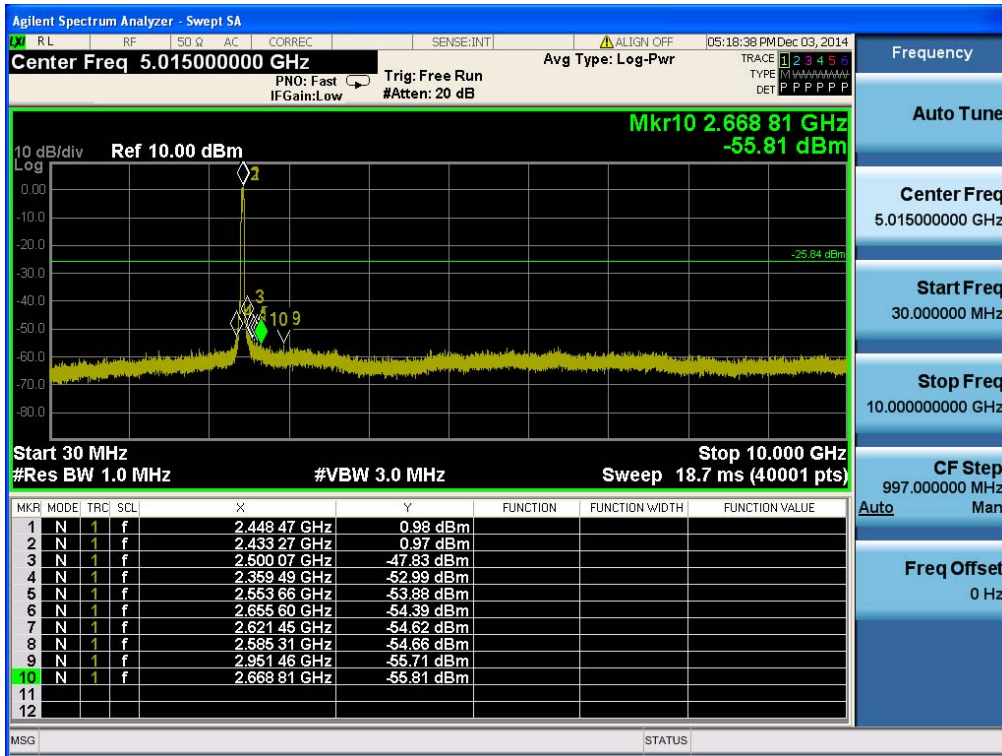 Agilent Spectrum Analyzer - Swept SA
LXI RL RF 50 Ω AC CORREC SENSE:INT ALIGN OFF 05:18:38 PM Dec 03, 2014
Center Freq 5.015000000 GHz
PNO: Fast
IFGain:Low
Trig: Free Run
#Atten: 20 dB
Avg Type: Log-Pwr
TRACE 1 2 3 4 5 6
TYPE M
DET P P P P P P
Mkr10 2.668 81 GHz
-55.81 dBm
10 dB/div Ref 10.00 dBm
Log
0.00
-10.0
-20.0
-30.0
-40.0
-50.0
-60.0
-70.0
-80.0
-25.84 dBm
2
3
4
10 9
Start 30 MHz Stop 10.000 GHz
#Res BW 1.0 MHz #VBW 3.0 MHz Sweep 18.7 ms (40001 pts)
MKR MODE TRC SCL X Y FUNCTION FUNCTION WIDTH FUNCTION VALUE
1 N 1 f 2.448 47 GHz 0.98 dBm
2 N 1 f 2.433 27 GHz 0.97 dBm
3 N 1 f 2.500 07 GHz -47.83 dBm
4 N 1 f 2.359 49 GHz -52.99 dBm
5 N 1 f 2.553 66 GHz -53.88 dBm
6 N 1 f 2.655 60 GHz -54.39 dBm
7 N 1 f 2.621 45 GHz -54.62 dBm
8 N 1 f 2.585 31 GHz -54.66 dBm
9 N 1 f 2.951 46 GHz -55.71 dBm
10 N 1 f 2.668 81 GHz -55.81 dBm
11
12
MSG STATUS
Frequency
Auto Tune
Center Freq
5.015000000 GHz
Start Freq
30.000000 MHz
Stop Freq
10.000000000 GHz
CF Step
997.000000 MHz
Auto Man
Freq Offset
0 Hz